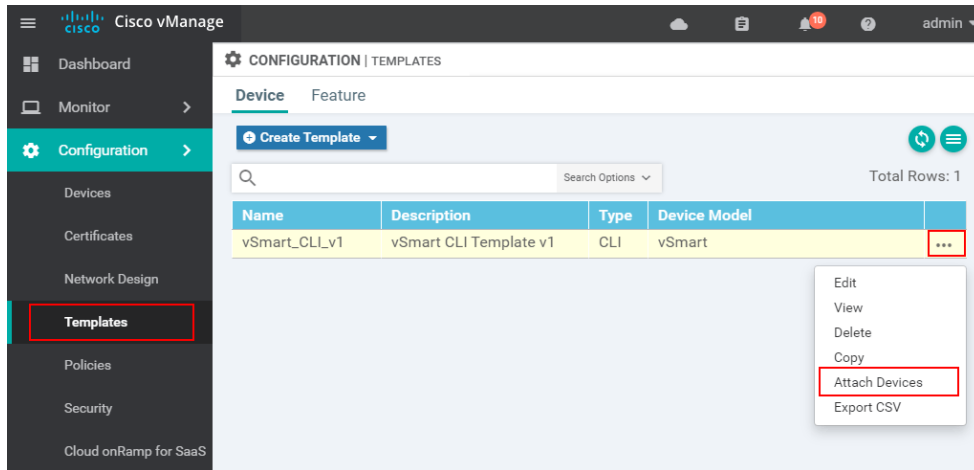 CISCO Cisco vManage 10 admin
Dashboard
Monitor
Configuration
Devices
Certificates
Network Design
Templates
Policies
Security
Cloud onRamp for SaaS
CONFIGURATION | TEMPLATES
Device Feature
Create Template
Search Options Total Rows: 1
Name Description Type Device Model
vSmart_CLI_v1 vSmart CLI Template v1 CLI vSmart
Edit
View
Delete
Copy
Attach Devices
Export CSV